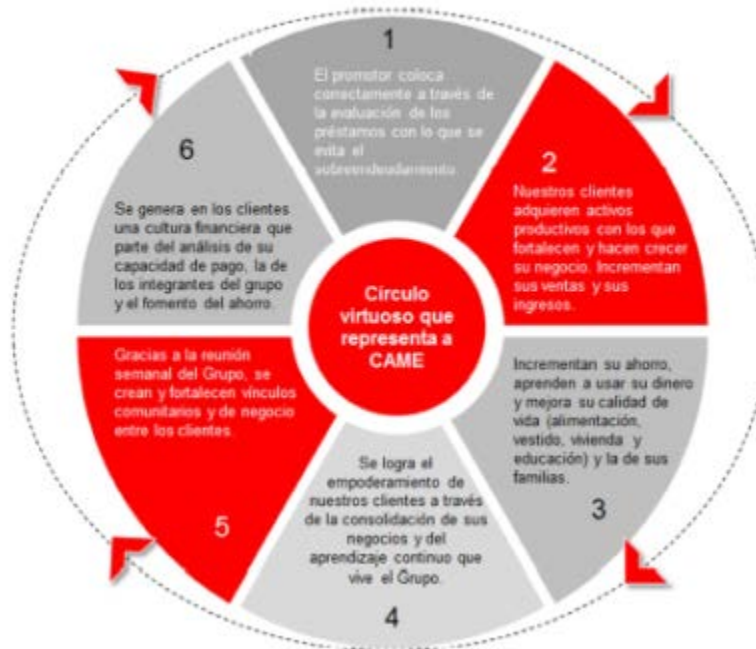 1
El promotor coloca
correctamente a través de
la evaluación de los
préstamos con lo que se
evita el
sobreendeudamiento
2
Nuestros clientes
adquieren activos
productivos con los que
fortalecen y hacen crecer
su negocio. Incrementan
sus ventas y sus
ingresos.
Incrementan su ahorro,
aprenden a usar su dinero
y mejora su calidad de
vida (alimentación,
vestido, vivienda y
educación) y la de sus
familias.
3
Se logra el
empoderamiento de
nuestros clientes a través
de la consolidación de sus
negocios y del
aprendizaje continuo que
vive el Grupo.
4
Gracias a la reunión
semanal del Grupo, se
crean y fortalecen vínculos
comunitarios y de negocio
entre los clientes.
5
6
Se genera en los clientes
una cultura financiera que
parte del análisis de su
capacidad de pago, la de
los integrantes del grupo
y el fomento del ahorro.
Círculo
virtuoso que
representa a
CAME